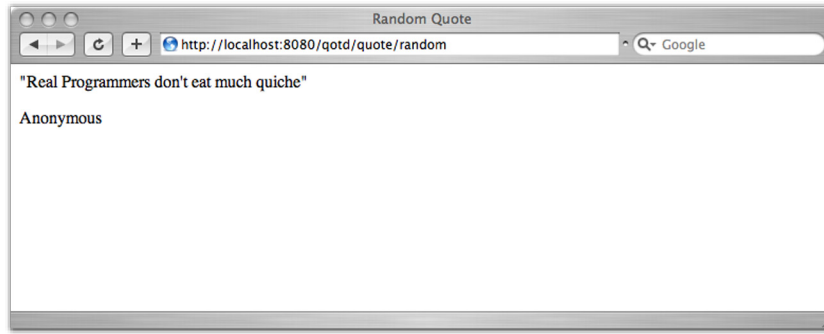 Random Quote
http://localhost:8080/qotd/quote/random
Google
"Real Programmers don't eat much quiche"
Anonymous